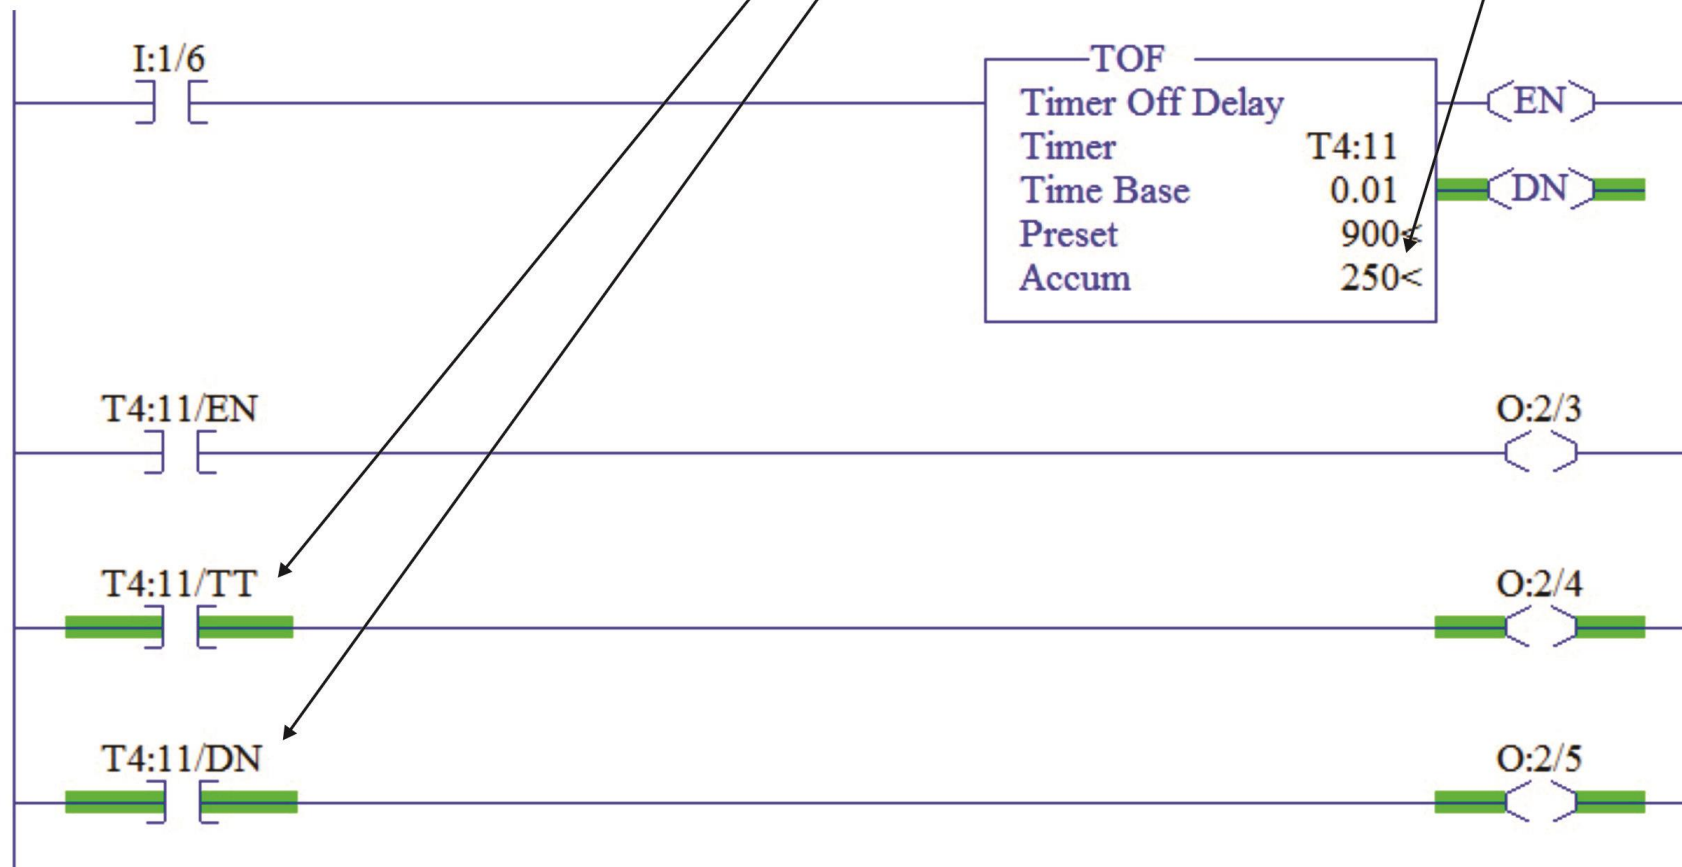 I:1/6
TOF
Timer Off Delay
Timer T4:11
Time Base 0.01
Preset 900<
Accum 250<
EN
DN
T4:11/EN O:2/3
T4:11/TT O:2/4
T4:11/DN O:2/5